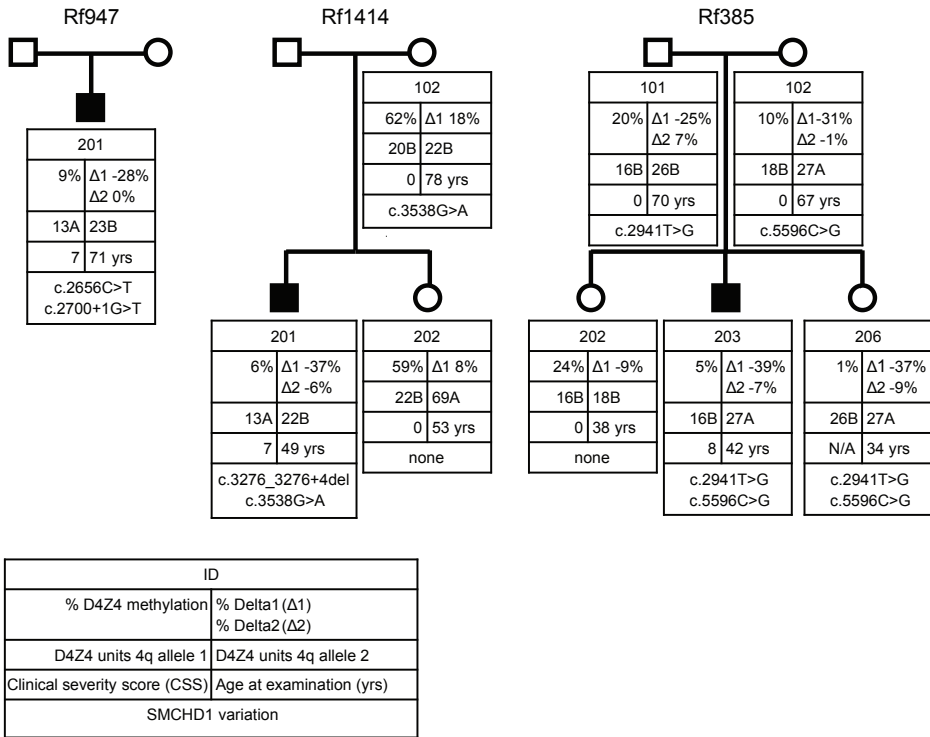 Rf947
Rf1414
Rf385
201
9% Δ1 -28%
Δ2 0%
13A 23B
7 71 yrs
c.2656C>T
c.2700+1G>T
102
62% Δ1 18%
20B 22B
0 78 yrs
c.3538G>A
101
20% Δ1 -25%
Δ2 7%
16B 26B
0 70 yrs
c.2941T>G
102
10% Δ1-31%
Δ2 -1%
18B 27A
0 67 yrs
c.5596C>G
201
6% Δ1 -37%
Δ2 -6%
13A 22B
7 49 yrs
c.3276_3276+4del
c.3538G>A
202
59% Δ1 8%
22B 69A
0 53 yrs
none
202
24% Δ1 -9%
16B 18B
0 38 yrs
none
203
5% Δ1 -39%
Δ2 -7%
16B 27A
8 42 yrs
c.2941T>G
c.5596C>G
206
1% Δ1 -37%
Δ2 -9%
26B 27A
N/A 34 yrs
c.2941T>G
c.5596C>G
ID
% D4Z4 methylation % Delta1(Δ1)
% Delta2(Δ2)
D4Z4 units 4q allele 1 D4Z4 units 4q allele 2
Clinical severity score (CSS) Age at examination (yrs)
SMCHD1 variation